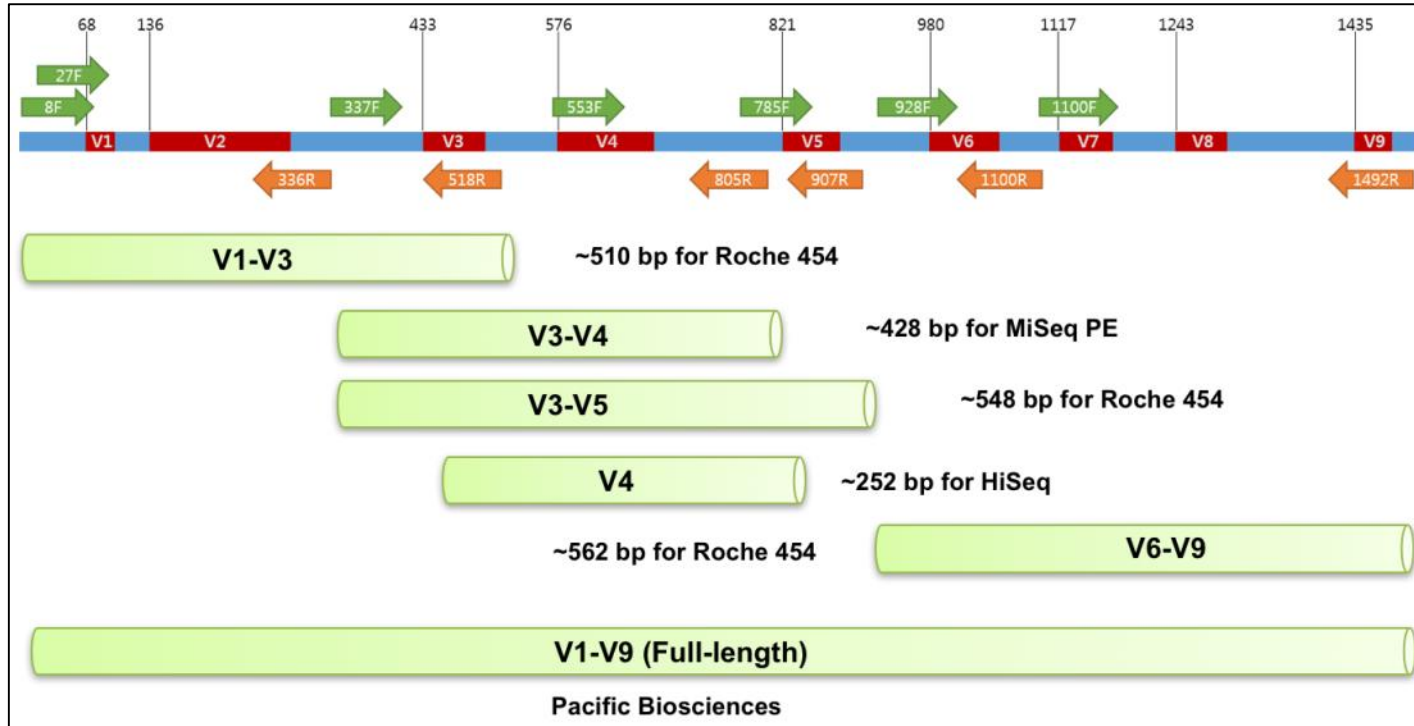 68 136 433 576 821 980 1117 1243 1435
27F
8F 337F 553F 785F 928F 1100F
V1 V2 V3 V4 V5 V6 V7 V8 V9
336R 518R 805R 907R 1100R 1492R
V1-V3 ~510 bp for Roche 454
V3-V4 ~428 bp for MiSeq PE
V3-V5 ~548 bp for Roche 454
V4 ~252 bp for HiSeq
~562 bp for Roche 454 V6-V9
V1-V9 (Full-length)
Pacific Biosciences